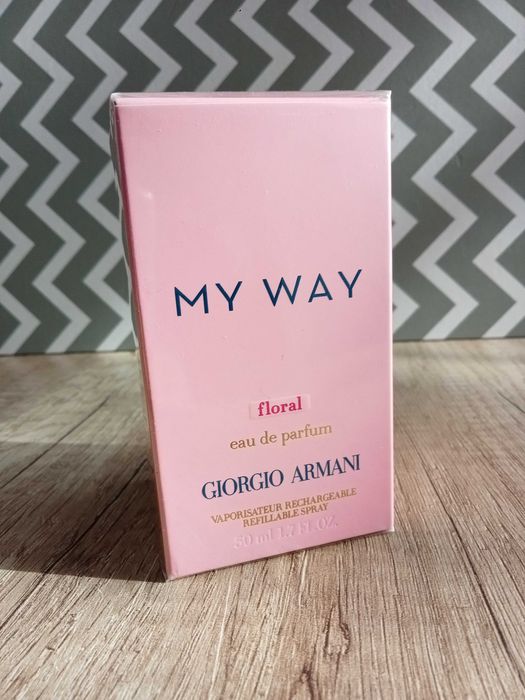 MY WAY
floral
eau de parfum
GIORGIO ARMANI
VAPORISATEUR RECHARGEABLE
REFILLABLE SPRAY
50 ml 1.7 FL. OZ.